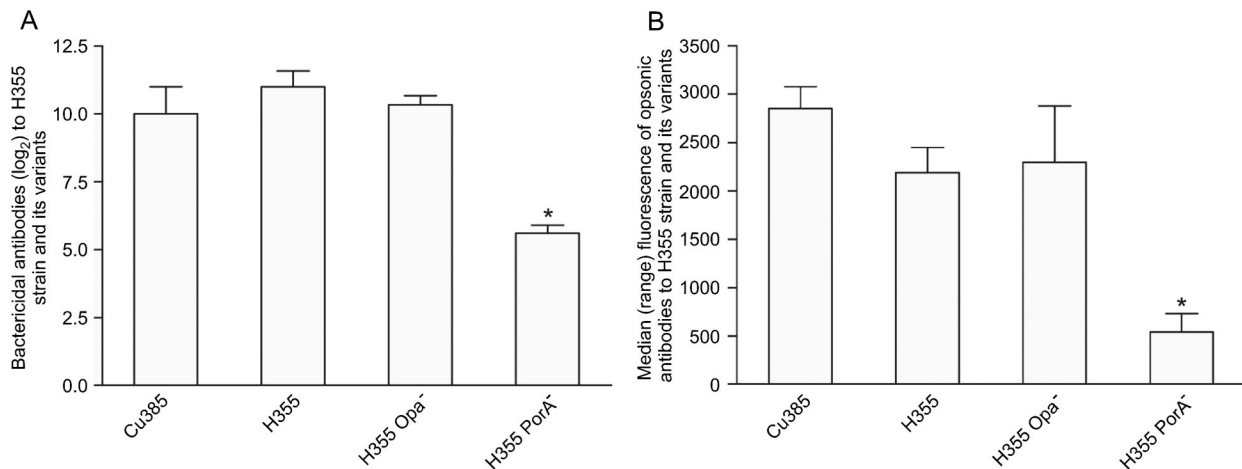 A
Bactericidal antibodies (log₂) to H355
strain and its variants
12.5
10.0
7.5
5.0
2.5
0.0
*
Cu385
H355
H355 Opa⁻
H355 PorA⁻
B
Median (range) fluorescence of opsonic
antibodies to H355 strain and its variants
3500
3000
2500
2000
1500
1000
500
0
*
Cu385
H355
H355 Opa⁻
H355 PorA⁻